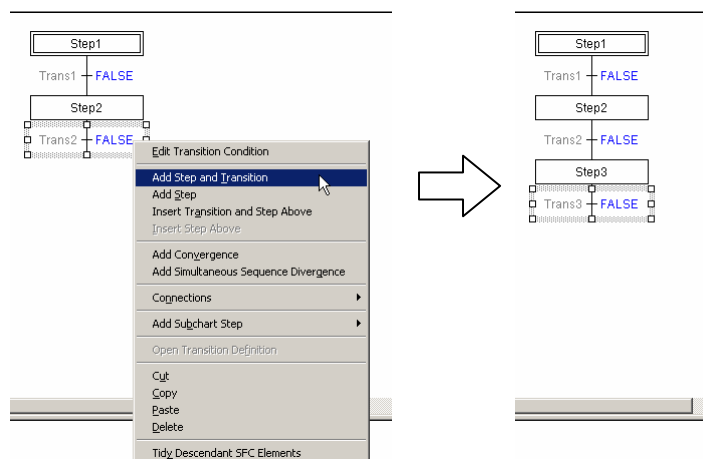 Step1
Trans1 FALSE
Step2
Trans2 FALSE
Edit Transition Condition
Add Step and Transition
Add Step
Insert Transition and Step Above
Insert Step Above
Add Convergence
Add Simultaneous Sequence Divergence
Connections
Add Subchart Step
Open Transition Definition
Cut
Copy
Paste
Delete
Tidy Descendant SFC Elements
Step1
Trans1 FALSE
Step2
Trans2 FALSE
Step3
Trans3 FALSE